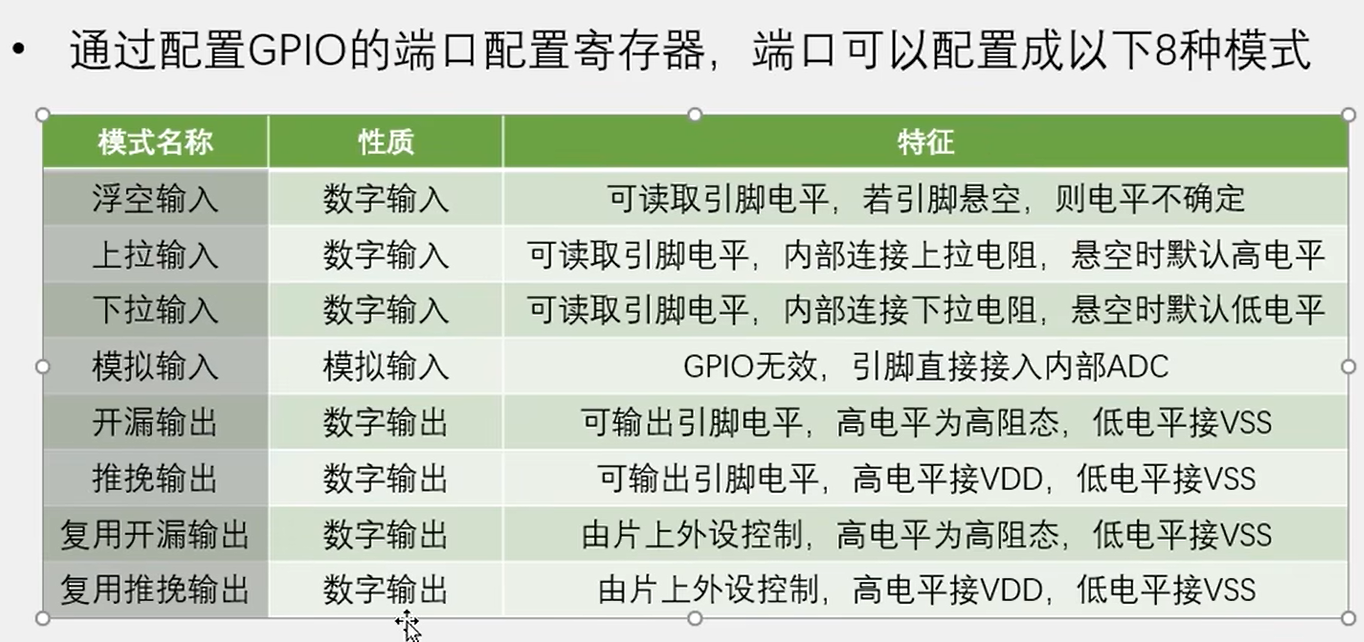 • 通过配置GPIO的端口配置寄存器，端口可以配置成以下8种模式
模式名称 性质 特征
浮空输入 数字输入 可读取引脚电平，若引脚悬空，则电平不确定
上拉输入 数字输入 可读取引脚电平，内部连接上拉电阻，悬空时默认高电平
下拉输入 数字输入 可读取引脚电平，内部连接下拉电阻，悬空时默认低电平
模拟输入 模拟输入 GPIO无效，引脚直接接入内部ADC
开漏输出 数字输出 可输出引脚电平，高电平为高阻态，低电平接VSS
推挽输出 数字输出 可输出引脚电平，高电平接VDD，低电平接VSS
复用开漏输出 数字输出 由片上外设控制，高电平为高阻态，低电平接VSS
复用推挽输出 数字输出 由片上外设控制，高电平接VDD，低电平接VSS